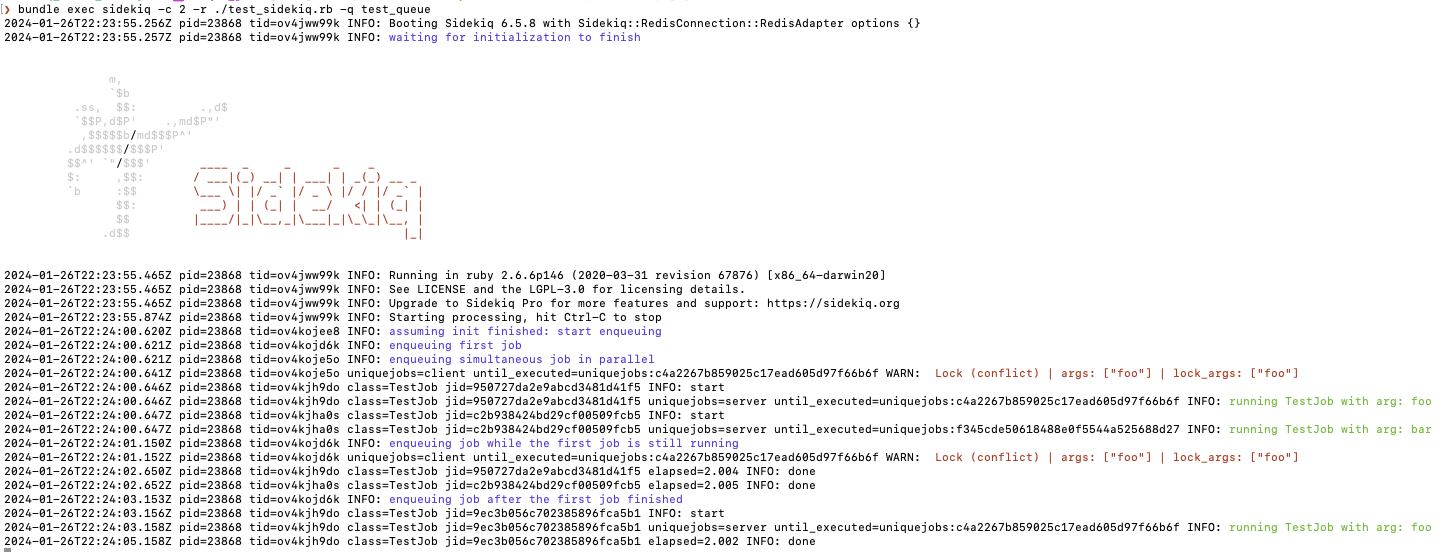 ❯ bundle exec sidekiq -c 2 -r ./test_sidekiq.rb -q test_queue
2024-01-26T22:23:55.256Z pid=23868 tid=ov4jww99k INFO: Booting Sidekiq 6.5.8 with Sidekiq::RedisConnection::RedisAdapter options {}
2024-01-26T22:23:55.257Z pid=23868 tid=ov4jww99k INFO: waiting for initialization to finish
               m,
               `$b
          .ss,  $$:         .,d$
          `$$P,d$P'    .,md$P"'
           ,$$$$$b/md$$$P^'
         .d$$$$$$/$$$P'
         $$^' `"/$$$'       ____  _     _      _    _
         $:     ,$$:       / ___|(_) __| | ___| | _(_) __ _
         `b     :$$        \___ \| |/ _` |/ _ \ |/ / |/ _` |
                $$:         ___) | | (_| |  __/   <| | (_| |
                $$         |____/|_|\__,_|\___|_|\_\_|\__, |
              .d$$                                       |_|
2024-01-26T22:23:55.465Z pid=23868 tid=ov4jww99k INFO: Running in ruby 2.6.6p146 (2020-03-31 revision 67876) [x86_64-darwin20]
2024-01-26T22:23:55.465Z pid=23868 tid=ov4jww99k INFO: See LICENSE and the LGPL-3.0 for licensing details.
2024-01-26T22:23:55.465Z pid=23868 tid=ov4jww99k INFO: Upgrade to Sidekiq Pro for more features and support: https://sidekiq.org
2024-01-26T22:23:55.874Z pid=23868 tid=ov4jww99k INFO: Starting processing, hit Ctrl-C to stop
2024-01-26T22:24:00.620Z pid=23868 tid=ov4kojee8 INFO: assuming init finished: start enqueuing
2024-01-26T22:24:00.621Z pid=23868 tid=ov4kojd6k INFO: enqueuing first job
2024-01-26T22:24:00.621Z pid=23868 tid=ov4koje5o INFO: enqueuing simultaneous job in parallel
2024-01-26T22:24:00.641Z pid=23868 tid=ov4koje5o uniquejobs=client until_executed=uniquejobs:c4a2267b859025c17ead605d97f66b6f WARN:  Lock (conflict) | args: ["foo"] | lock_args: ["foo"]
2024-01-26T22:24:00.646Z pid=23868 tid=ov4kjh9do class=TestJob jid=950727da2e9abcd3481d41f5 INFO: start
2024-01-26T22:24:00.646Z pid=23868 tid=ov4kjh9do class=TestJob jid=950727da2e9abcd3481d41f5 uniquejobs=server until_executed=uniquejobs:c4a2267b859025c17ead605d97f66b6f INFO: running TestJob with arg: foo
2024-01-26T22:24:00.647Z pid=23868 tid=ov4kjha0s class=TestJob jid=c2b938424bd29cf00509fcb5 INFO: start
2024-01-26T22:24:00.647Z pid=23868 tid=ov4kjha0s class=TestJob jid=c2b938424bd29cf00509fcb5 uniquejobs=server until_executed=uniquejobs:f345cde50618488e0f5544a525688d27 INFO: running TestJob with arg: bar
2024-01-26T22:24:01.150Z pid=23868 tid=ov4kojd6k INFO: enqueuing job while the first job is still running
2024-01-26T22:24:01.152Z pid=23868 tid=ov4kojd6k uniquejobs=client until_executed=uniquejobs:c4a2267b859025c17ead605d97f66b6f WARN:  Lock (conflict) | args: ["foo"] | lock_args: ["foo"]
2024-01-26T22:24:02.650Z pid=23868 tid=ov4kjh9do class=TestJob jid=950727da2e9abcd3481d41f5 elapsed=2.004 INFO: done
2024-01-26T22:24:02.652Z pid=23868 tid=ov4kjha0s class=TestJob jid=c2b938424bd29cf00509fcb5 elapsed=2.005 INFO: done
2024-01-26T22:24:03.153Z pid=23868 tid=ov4kojd6k INFO: enqueuing job after the first job finished
2024-01-26T22:24:03.156Z pid=23868 tid=ov4kjh9do class=TestJob jid=9ec3b056c702385896fca5b1 INFO: start
2024-01-26T22:24:03.158Z pid=23868 tid=ov4kjh9do class=TestJob jid=9ec3b056c702385896fca5b1 uniquejobs=server until_executed=uniquejobs:c4a2267b859025c17ead605d97f66b6f INFO: running TestJob with arg: foo
2024-01-26T22:24:05.158Z pid=23868 tid=ov4kjh9do class=TestJob jid=9ec3b056c702385896fca5b1 elapsed=2.002 INFO: done